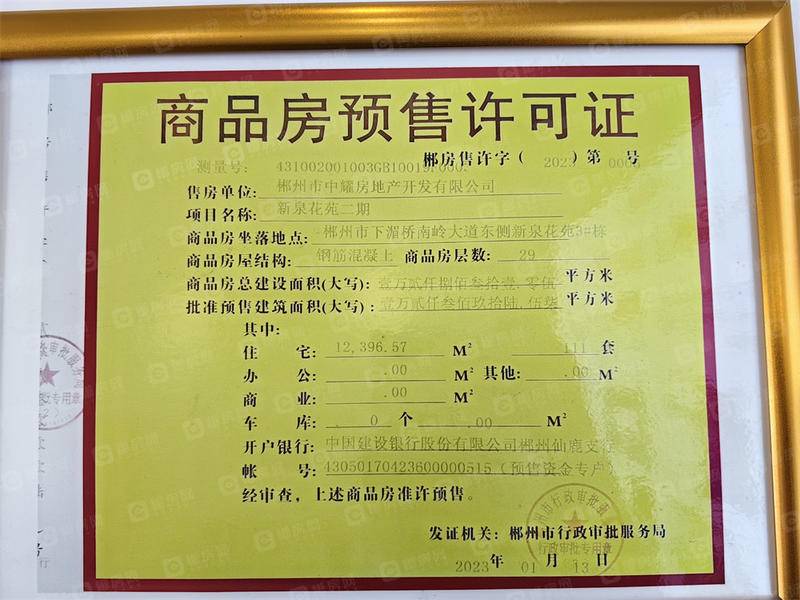 商品房预售许可证
郴房售许字( 2023 )第 0006 号
测量号: 431002001003GB10019F000
售房单位: 郴州市中耀房地产开发有限公司
项目名称: 新泉花苑二期
商品房坐落地点: 郴州市下湄桥南岭大道东侧新泉花苑3#栋
商品房屋结构: 钢筋混凝土 商品房层数: 29
商品房总建设面积(大写): 壹万贰仟捌佰叁拾壹.零伍 平方米
批准预售建筑面积(大写): 壹万贰仟叁佰玖拾陆.伍柒 平方米
其中:
住 宅: 12,396.57 M² 111 套
办 公: .00 M² 其他: .00 M²
商 业: .00 M²
车 库: 0 个 .00 M²
开户银行: 中国建设银行股份有限公司郴州仙鹿支行
帐 号: 43050170423600000515(预售资金专户)
经审查,上述商品房准许预售。
发证机关: 郴州市行政审批服务局
行政审批专用章
2023 年 01 月 13 日